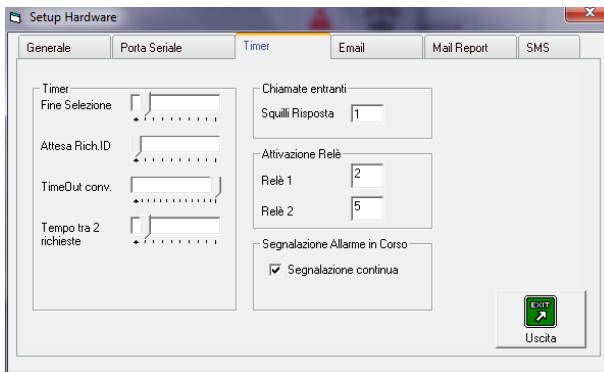 Setup Hardware
Generale
Porta Seriale
Timer
Email
Mail Report
SMS
Timer
Fine Selezione
Attesa Rich.ID
TimeOut conv.
Tempo tra 2
richieste
Chiamate entranti
Squilli Risposta 1
Attivazione Relè
Relè 1 2
Relè 2 5
Segnalazione Allarme in Corso
Segnalazione continua
EXIT
Uscita